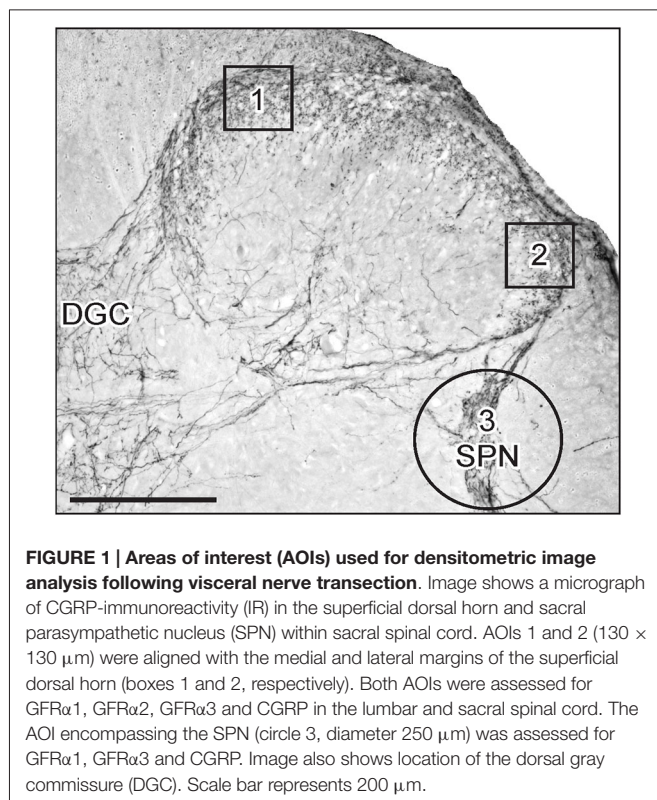 1
2
DGC
3
SPN
FIGURE 1 | Areas of interest (AOIs) used for densitometric image
analysis following visceral nerve transection. Image shows a micrograph
of CGRP-immunoreactivity (IR) in the superficial dorsal horn and sacral
parasympathetic nucleus (SPN) within sacral spinal cord. AOIs 1 and 2 (130 ×
130 μm) were aligned with the medial and lateral margins of the superficial
dorsal horn (boxes 1 and 2, respectively). Both AOIs were assessed for
GFRα1, GFRα2, GFRα3 and CGRP in the lumbar and sacral spinal cord. The
AOI encompassing the SPN (circle 3, diameter 250 μm) was assessed for
GFRα1, GFRα3 and CGRP. Image also shows location of the dorsal gray
commissure (DGC). Scale bar represents 200 μm.